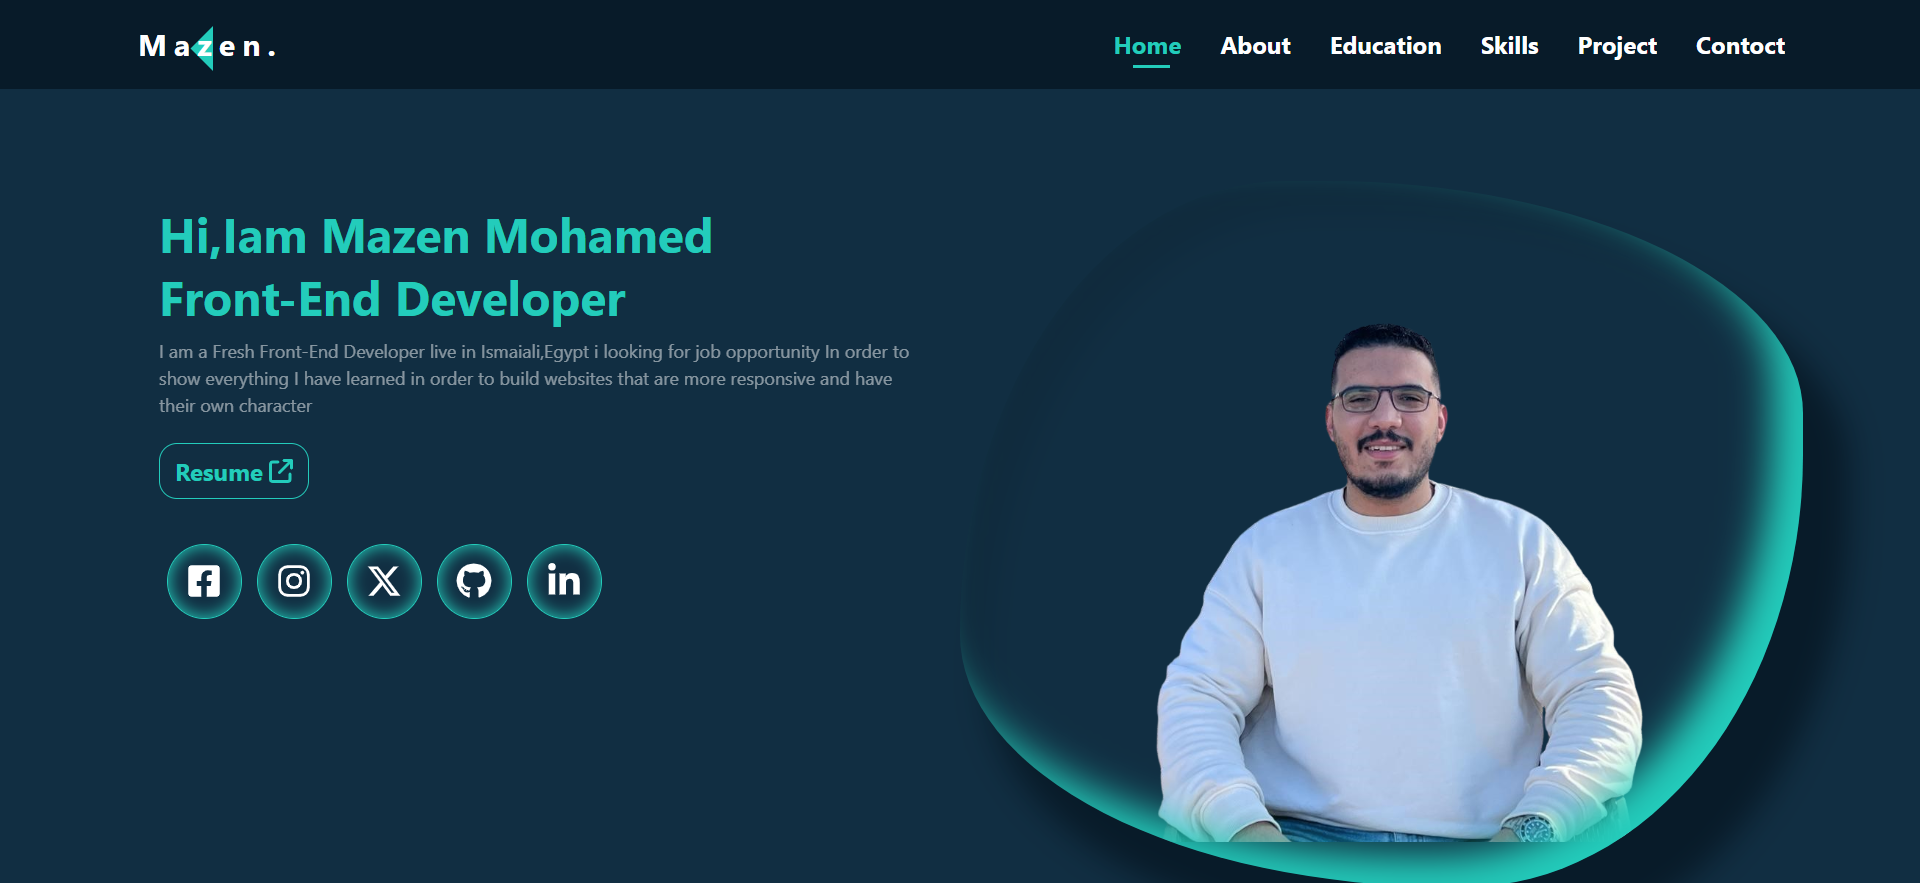 Mazen.
Home About Education Skills Project Contoct
Hi,Iam Mazen Mohamed
Front-End Developer
I am a Fresh Front-End Developer live in Ismaiali,Egypt i looking for job opportunity In order to
show everything I have learned in order to build websites that are more responsive and have
their own character
Resume